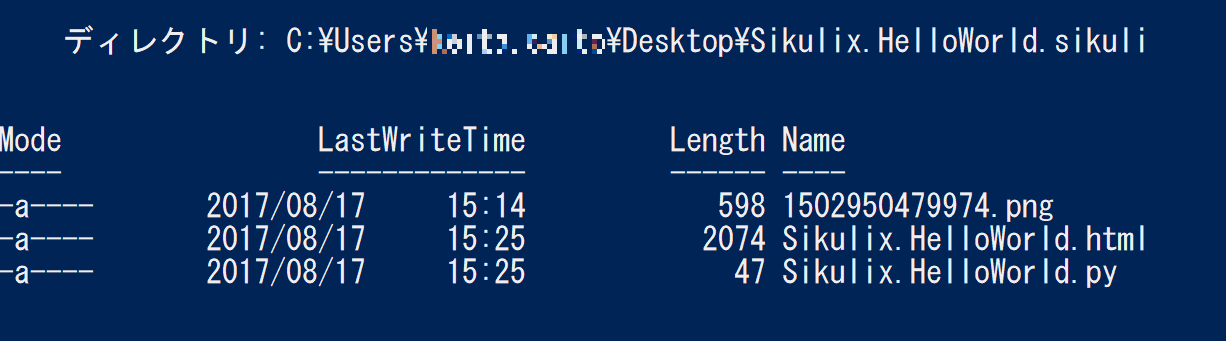 ディレクトリ: C:¥Users¥ ¥Desktop¥Sikulix.HelloWorld.sikuli
Mode LastWriteTime Length Name
---- ------------- ------ ----
-a---- 2017/08/17 15:14 598 1502950479974.png
-a---- 2017/08/17 15:25 2074 Sikulix.HelloWorld.html
-a---- 2017/08/17 15:25 47 Sikulix.HelloWorld.py